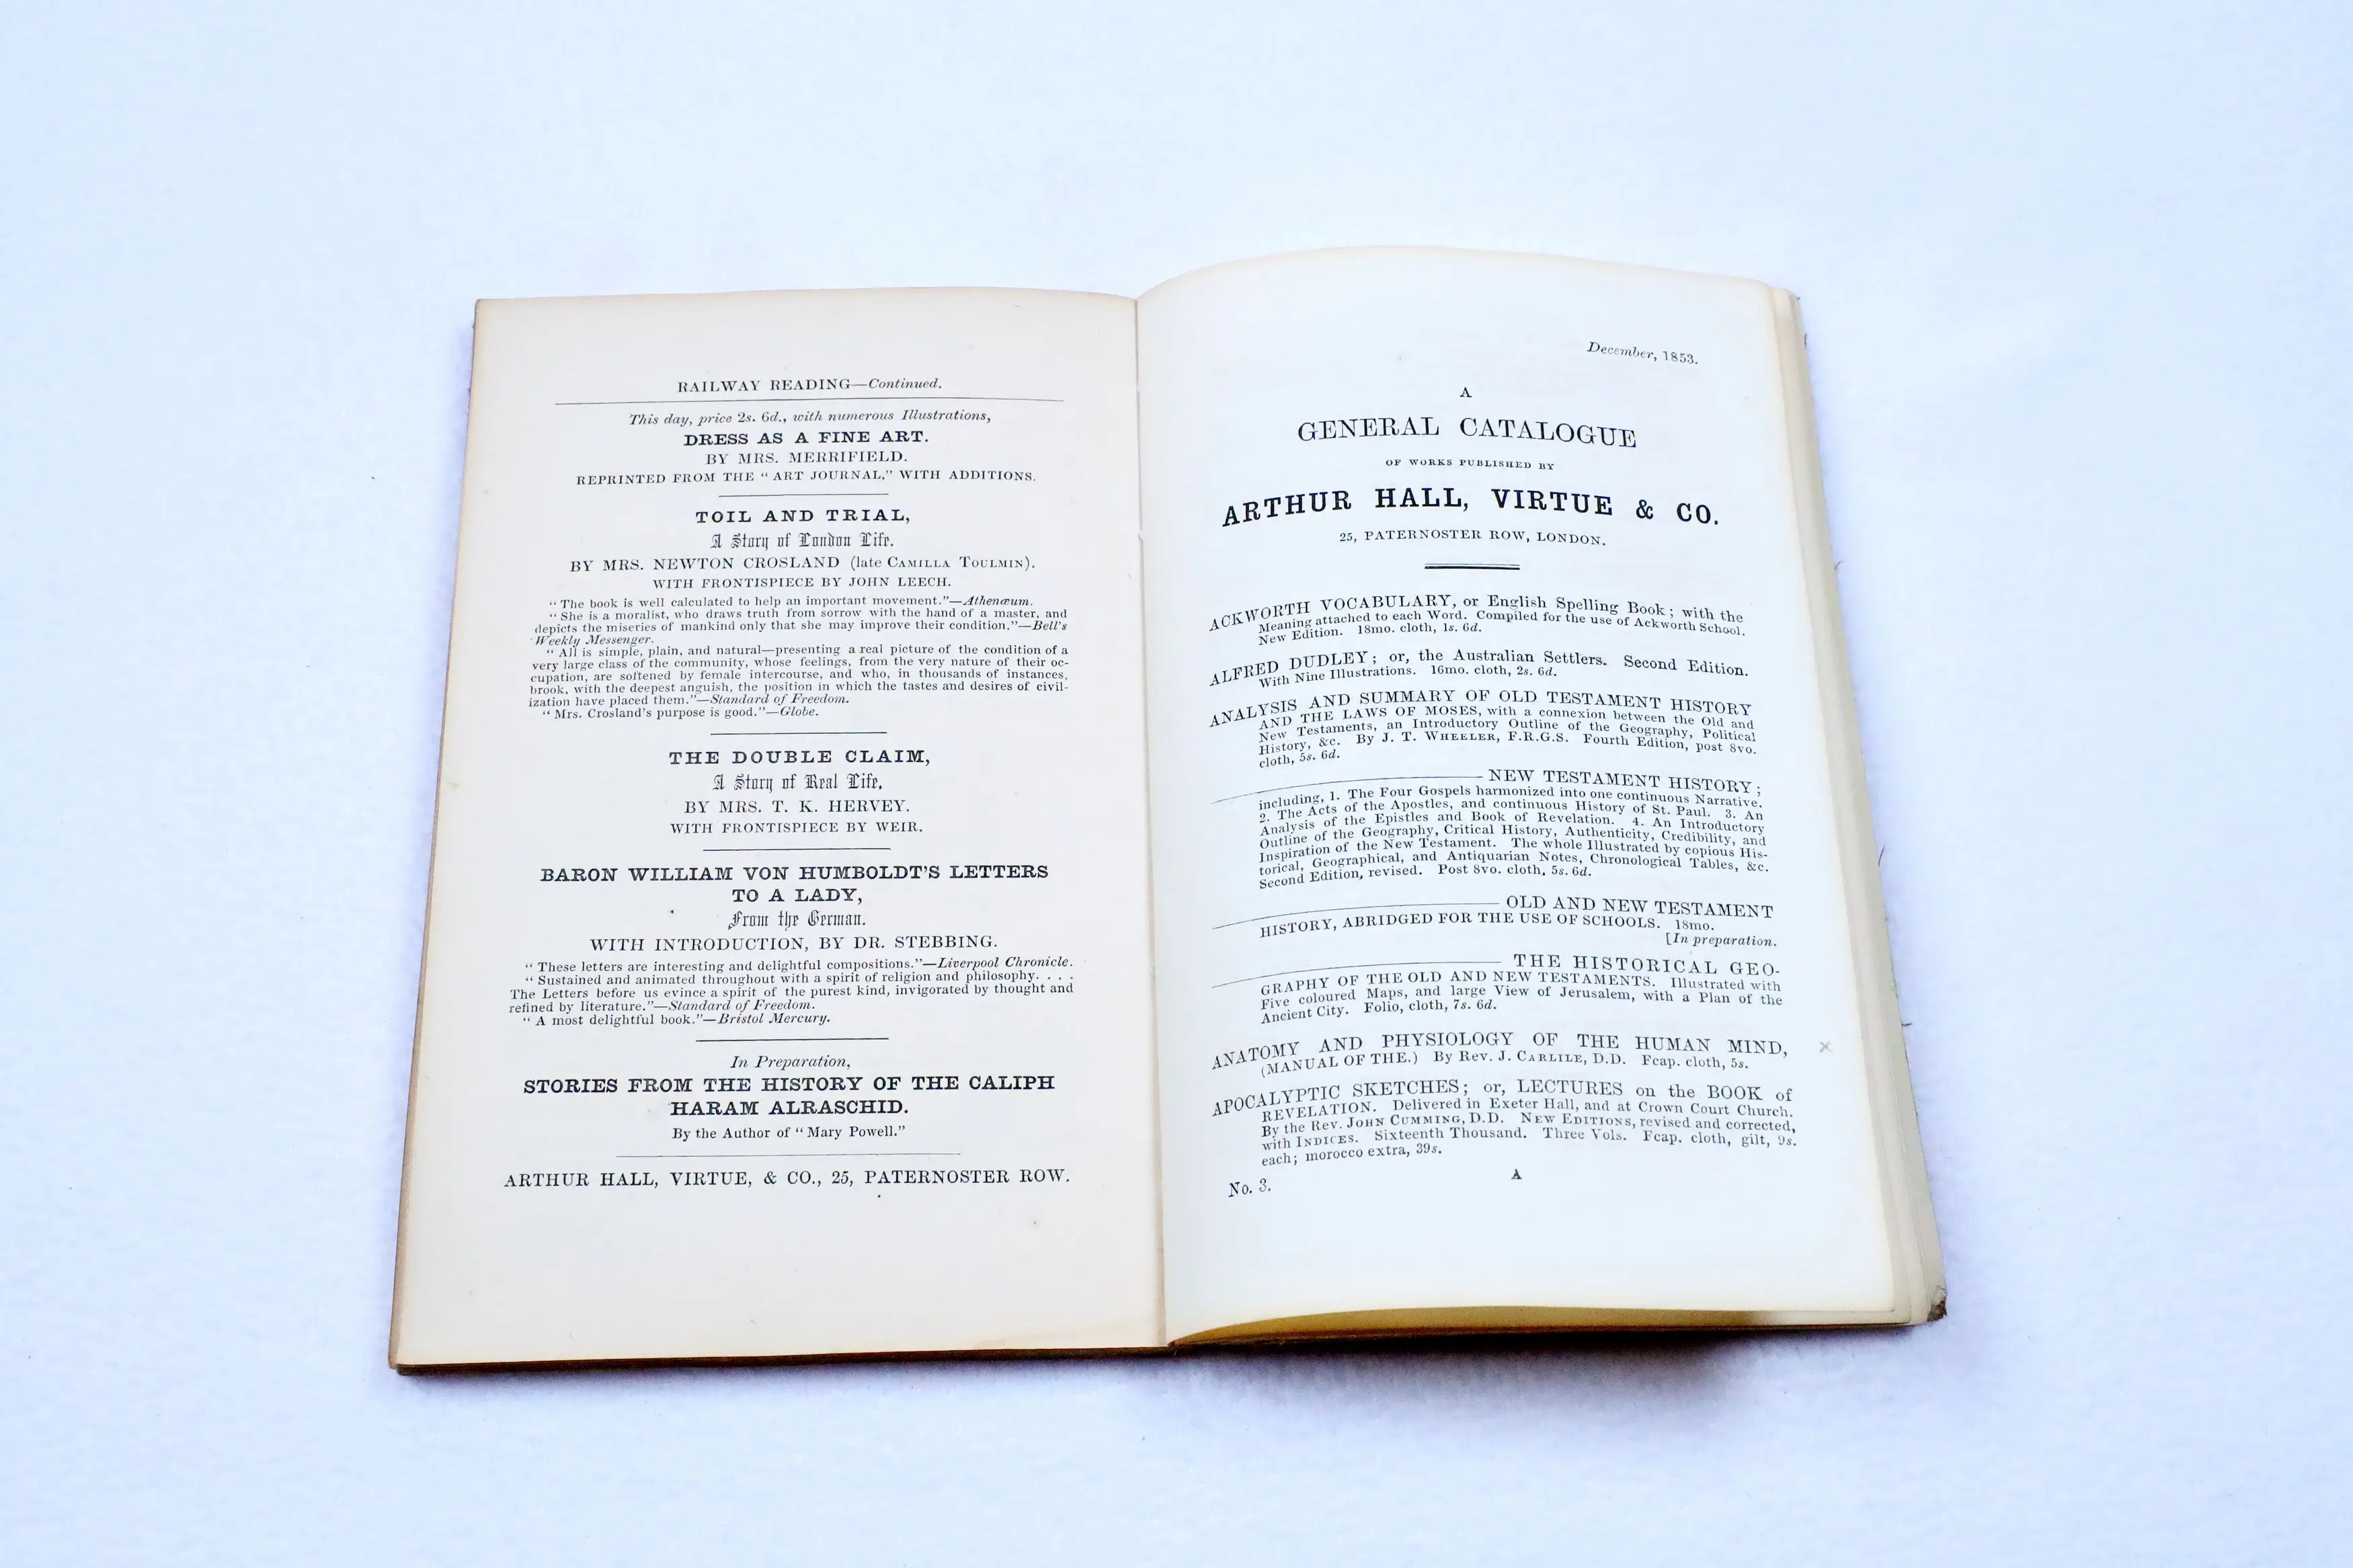 RAILWAY READING—Continued.
This day, price 2s. 6d., with numerous Illustrations,
DRESS AS A FINE ART.
BY MRS. MERRIFIELD.
REPRINTED FROM THE "ART JOURNAL," WITH ADDITIONS.
TOIL AND TRIAL,
A Story of London Life.
BY MRS. NEWTON CROSLAND (late CAMILLA TOULMIN).
WITH FRONTISPIECE BY JOHN LEECH.
"The book is well calculated to help an important movement."—Athenæum.
"She is a moralist, who draws truth from sorrow with the hand of a master, and
depicts the miseries of mankind only that she may improve their condition."—Bell's
Weekly Messenger.
"All is simple, plain, and natural—presenting a real picture of the condition of a
very large class of the community, whose feelings, from the very nature of their oc-
cupation, are softened by female intercourse, and who, in thousands of instances,
brook, with the deepest anguish, the position in which the tastes and desires of civil-
ization have placed them."—Standard of Freedom.
"Mrs. Crosland's purpose is good."—Globe.
THE DOUBLE CLAIM,
A Story of Real Life.
BY MRS. T. K. HERVEY.
WITH FRONTISPIECE BY WEIR.
BARON WILLIAM VON HUMBOLDT'S LETTERS
TO A LADY,
From the German.
WITH INTRODUCTION, BY DR. STEBBING.
"These letters are interesting and delightful compositions."—Liverpool Chronicle.
"Sustained and animated throughout with a spirit of religion and philosophy. . . .
The Letters before us evince a spirit of the purest kind, invigorated by thought and
refined by literature."—Standard of Freedom.
"A most delightful book."—Bristol Mercury.
In Preparation,
STORIES FROM THE HISTORY OF THE CALIPH
HARAM ALRASCHID.
By the Author of "Mary Powell."
ARTHUR HALL, VIRTUE, & CO., 25, PATERNOSTER ROW.
December, 1853.
A
GENERAL CATALOGUE
OF WORKS PUBLISHED BY
ARTHUR HALL, VIRTUE & CO.
25, PATERNOSTER ROW, LONDON.
ACKWORTH VOCABULARY, or English Spelling Book; with the
Meaning attached to each Word. Compiled for the use of Ackworth School.
New Edition. 18mo. cloth, 1s. 6d.
ALFRED DUDLEY; or, the Australian Settlers. Second Edition.
With Nine Illustrations. 16mo. cloth, 2s. 6d.
ANALYSIS AND SUMMARY OF OLD TESTAMENT HISTORY
AND THE LAWS OF MOSES, with a connexion between the Old and
New Testaments, an Introductory Outline of the Geography, Political
History, &c. By J. T. WHEELER, F.R.G.S. Fourth Edition, post 8vo.
cloth, 5s. 6d.
NEW TESTAMENT HISTORY;
including, 1. The Four Gospels harmonized into one continuous Narrative.
2. The Acts of the Apostles, and continuous History of St. Paul. 3. An
Analysis of the Epistles and Book of Revelation. 4. An Introductory
Outline of the Geography, Critical History, Authenticity, Credibility, and
Inspiration of the New Testament. The whole Illustrated by copious His-
torical, Geographical, and Antiquarian Notes, Chronological Tables, &c.
Second Edition, revised. Post 8vo. cloth, 5s. 6d.
OLD AND NEW TESTAMENT
HISTORY, ABRIDGED FOR THE USE OF SCHOOLS. 18mo.
[In preparation.
THE HISTORICAL GEO-
GRAPHY OF THE OLD AND NEW TESTAMENTS. Illustrated with
Five coloured Maps, and large View of Jerusalem, with a Plan of the
Ancient City. Folio, cloth, 7s. 6d.
ANATOMY AND PHYSIOLOGY OF THE HUMAN MIND,
(MANUAL OF THE.) By Rev. J. CARLILE, D.D. Fcap. cloth, 5s.
APOCALYPTIC SKETCHES; or, LECTURES on the BOOK of
REVELATION. Delivered in Exeter Hall, and at Crown Court Church.
By the Rev. JOHN CUMMING, D.D. NEW EDITIONS, revised and corrected,
with INDICES. Sixteenth Thousand. Three Vols. Fcap. cloth, gilt, 9s.
each; morocco extra, 39s.
No. 3.
A